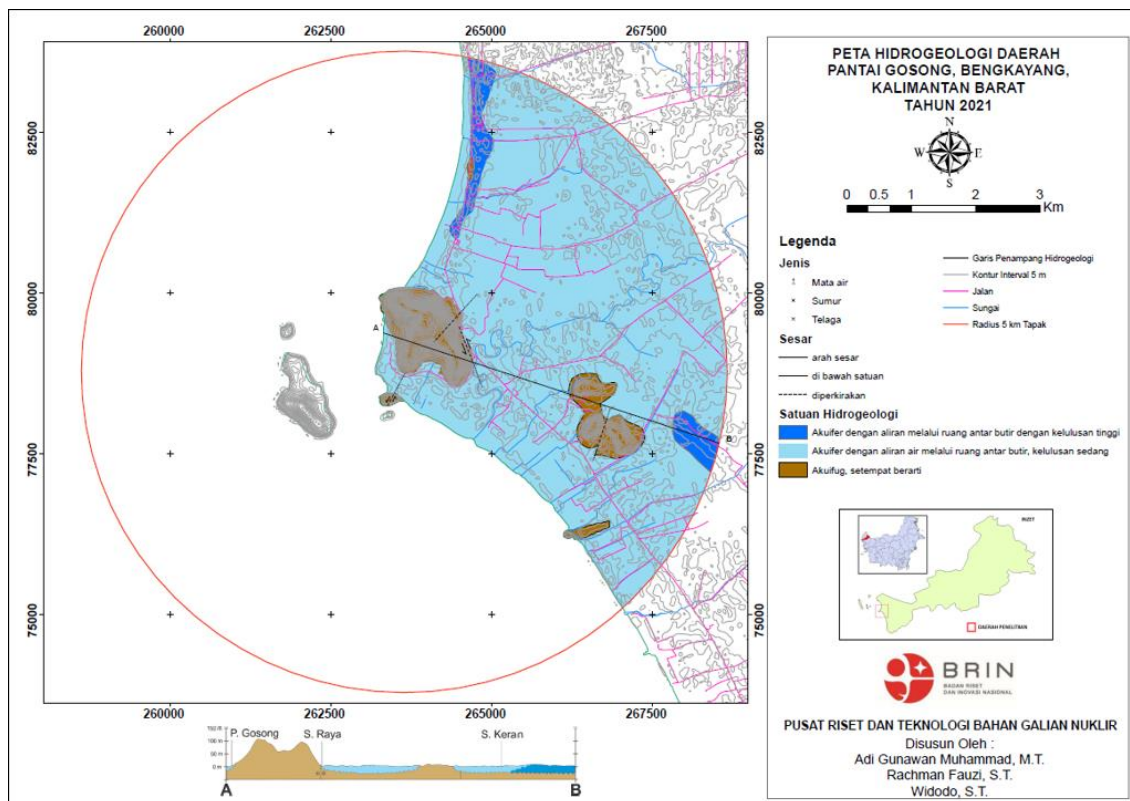 260000 262500 265000 267500
82500
80000
77500
75000
82500
80000
77500
75000
A
B
260000 262500 265000 267500
PETA HIDROGEOLOGI DAERAH
PANTAI GOSONG, BENGKAYANG,
KALIMANTAN BARAT
TAHUN 2021
N
W E
S
0 0.5 1 2 3
Km
Legenda
Jenis
Mata air
Sumur
Telaga
Sesar
arah sesar
di bawah satuan
diperkirakan
Garis Penampang Hidrogeologi
Kontur Interval 5 m
Jalan
Sungai
Radius 5 km Tapak
Satuan Hidrogeologi
Akuifer dengan aliran melalui ruang antar butir dengan kelulusan tinggi
Akuifer dengan aliran air melalui ruang antar butir, kelulusan sedang
Akuifug, setempat berarti
DAERAH PENELITIAN
BRIN
BADAN RISET
DAN INOVASI NASIONAL
PUSAT RISET DAN TEKNOLOGI BAHAN GALIAN NUKLIR
Disusun Oleh :
Adi Gunawan Muhammad, M.T.
Rachman Fauzi, S.T.
Widodo, S.T.
P. Gosong S. Raya S. Keran
150 m
100 m
50 m
0 m
A B